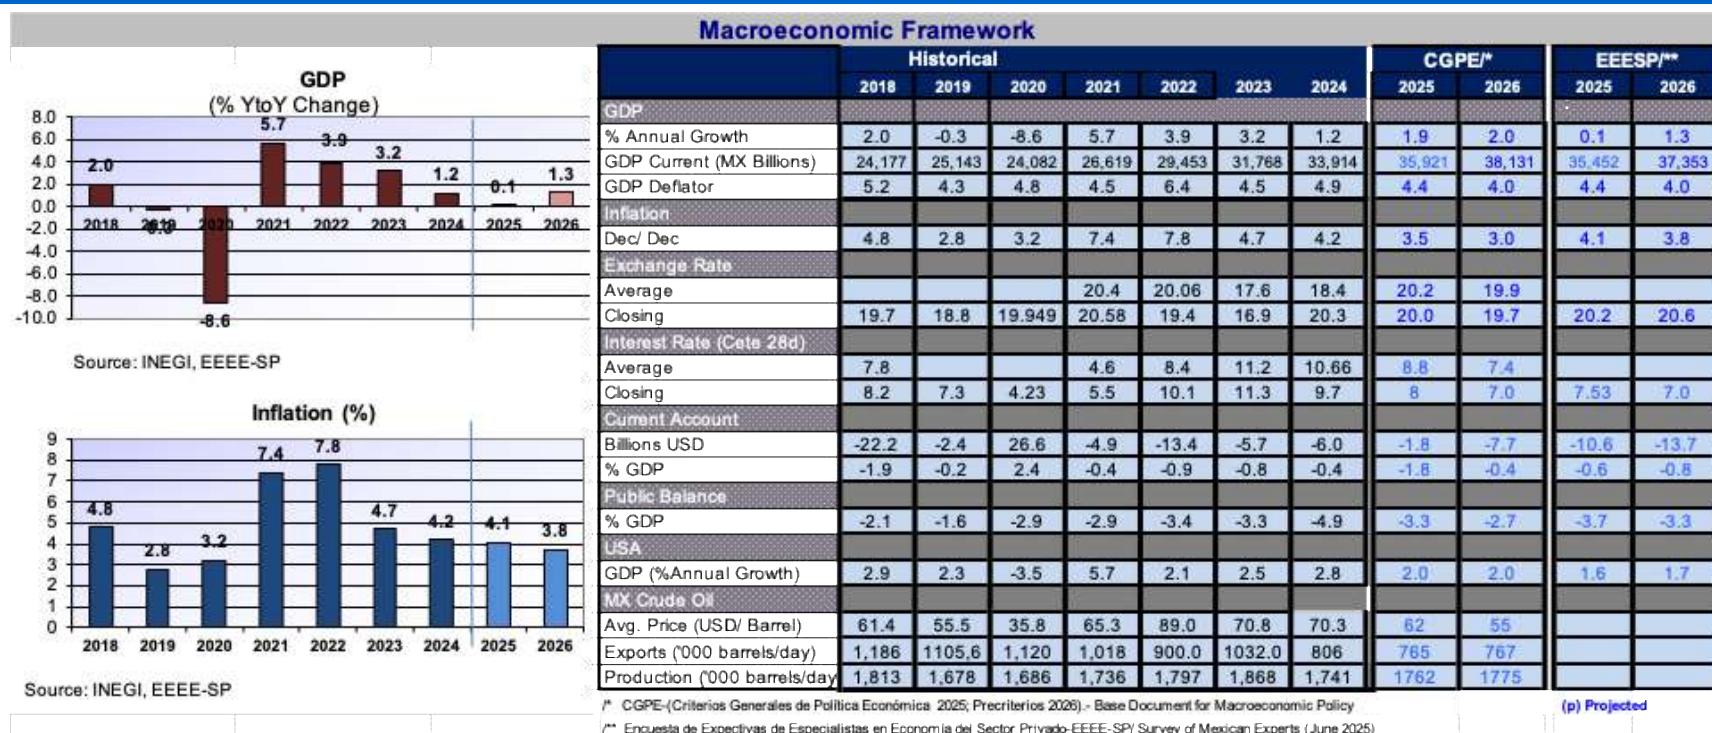 Macroeconomic Framework
GDP
(% YtoY Change)
8.0
6.0
4.0
2.0
0.0
-2.0
-4.0
-6.0
-8.0
-10.0
2.0
-0.3
-8.6
5.7
3.9
3.2
1.2
0.1
1.3
2018 2019 2020 2021 2022 2023 2024 2025 2026
Source: INEGI, EEEE-SP
Inflation (%)
9
8
7
6
5
4
3
2
1
0
4.8 2.8 3.2 7.4 7.8 4.7 4.2 4.1 3.8
2018 2019 2020 2021 2022 2023 2024 2025 2026
Source: INEGI, EEEE-SP
Historical CGPE/* EEESP/**
2018 2019 2020 2021 2022 2023 2024 2025 2026 2025 2026
GDP
% Annual Growth 2.0 -0.3 -8.6 5.7 3.9 3.2 1.2 1.9 2.0 0.1 1.3
GDP Current (MX Billions) 24,177 25,143 24,082 26,619 29,453 31,768 33,914 35,921 38,131 35,452 37,353
GDP Deflator 5.2 4.3 4.8 4.5 6.4 4.5 4.9 4.4 4.0 4.4 4.0
Inflation
Dec/ Dec 4.8 2.8 3.2 7.4 7.8 4.7 4.2 3.5 3.0 4.1 3.8
Exchange Rate
Average 20.4 20.06 17.6 18.4 20.2 19.9
Closing 19.7 18.8 19.949 20.58 19.4 16.9 20.3 20.0 19.7 20.2 20.6
Interest Rate (Cete 28d)
Average 7.8 4.6 8.4 11.2 10.66 8.8 7.4
Closing 8.2 7.3 4.23 5.5 10.1 11.3 9.7 8 7.0 7.53 7.0
Current Account
Billions USD -22.2 -2.4 26.6 -4.9 -13.4 -5.7 -6.0 -1.8 -7.7 -10.6 -13.7
% GDP -1.9 -0.2 2.4 -0.4 -0.9 -0.8 -0.4 -1.8 -0.4 -0.6 -0.8
Public Balance
% GDP -2.1 -1.6 -2.9 -2.9 -3.4 -3.3 -4.9 -3.3 -2.7 -3.7 -3.3
USA
GDP (%Annual Growth) 2.9 2.3 -3.5 5.7 2.1 2.5 2.8 2.0 2.0 1.6 1.7
MX Crude Oil
Avg. Price (USD/ Barrel) 61.4 55.5 35.8 65.3 89.0 70.8 70.3 62 55
Exports ('000 barrels/day) 1,186 1105,6 1,120 1,018 900.0 1032.0 806 765 767
Production ('000 barrels/day 1,813 1,678 1,686 1,736 1,797 1,868 1,741 1762 1775
/* CGPE-(Criterios Generales de Política Económica 2025; Precriterios 2026).- Base Document for Macroeconomic Policy
(p) Projected
/** Encuesta de Expectivas de Especialistas en Economía del Sector Privado-EEEE-SP/ Survey of Mexican Experts (June 2025)